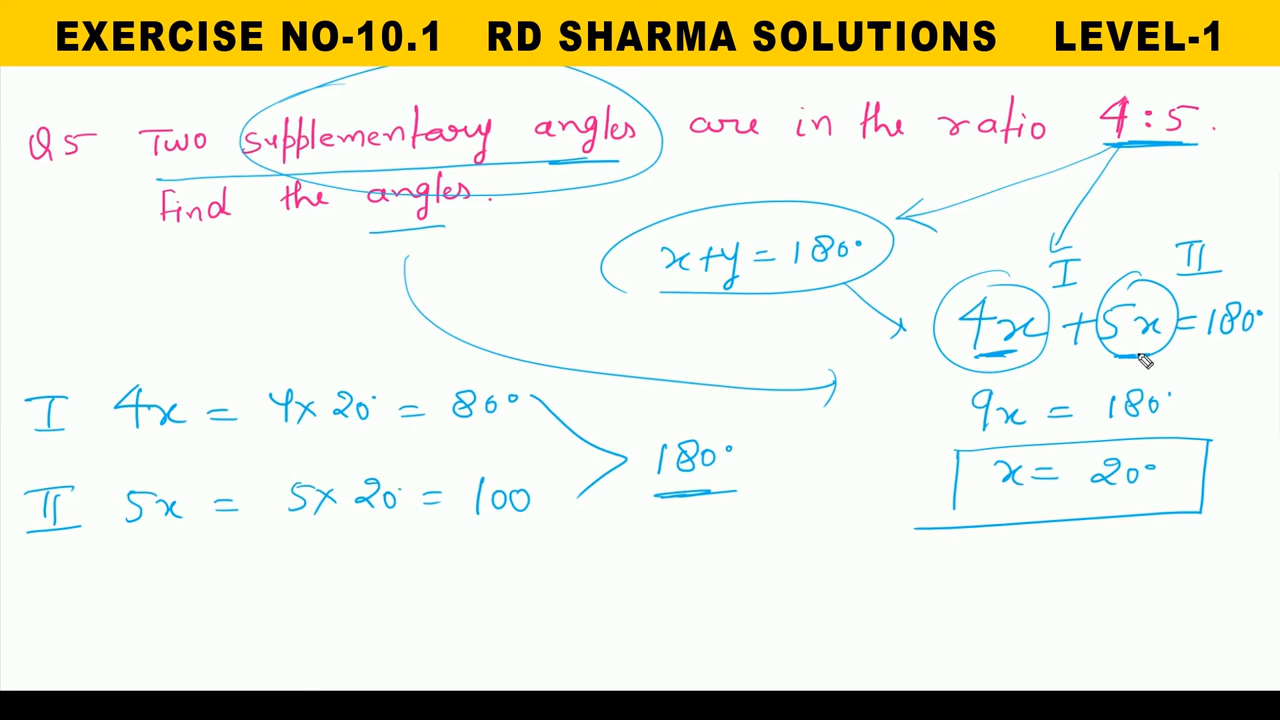 EXERCISE NO-10.1 RD SHARMA SOLUTIONS LEVEL-1
Q5 Two supplementary angles are in the ratio 4:5.
Find the angles.
x+y = 180°
I II
4x + 5x = 180°
9x = 180°
x = 20°
I 4x = 4x 20° = 80°
II 5x = 5x 20° = 100
180°